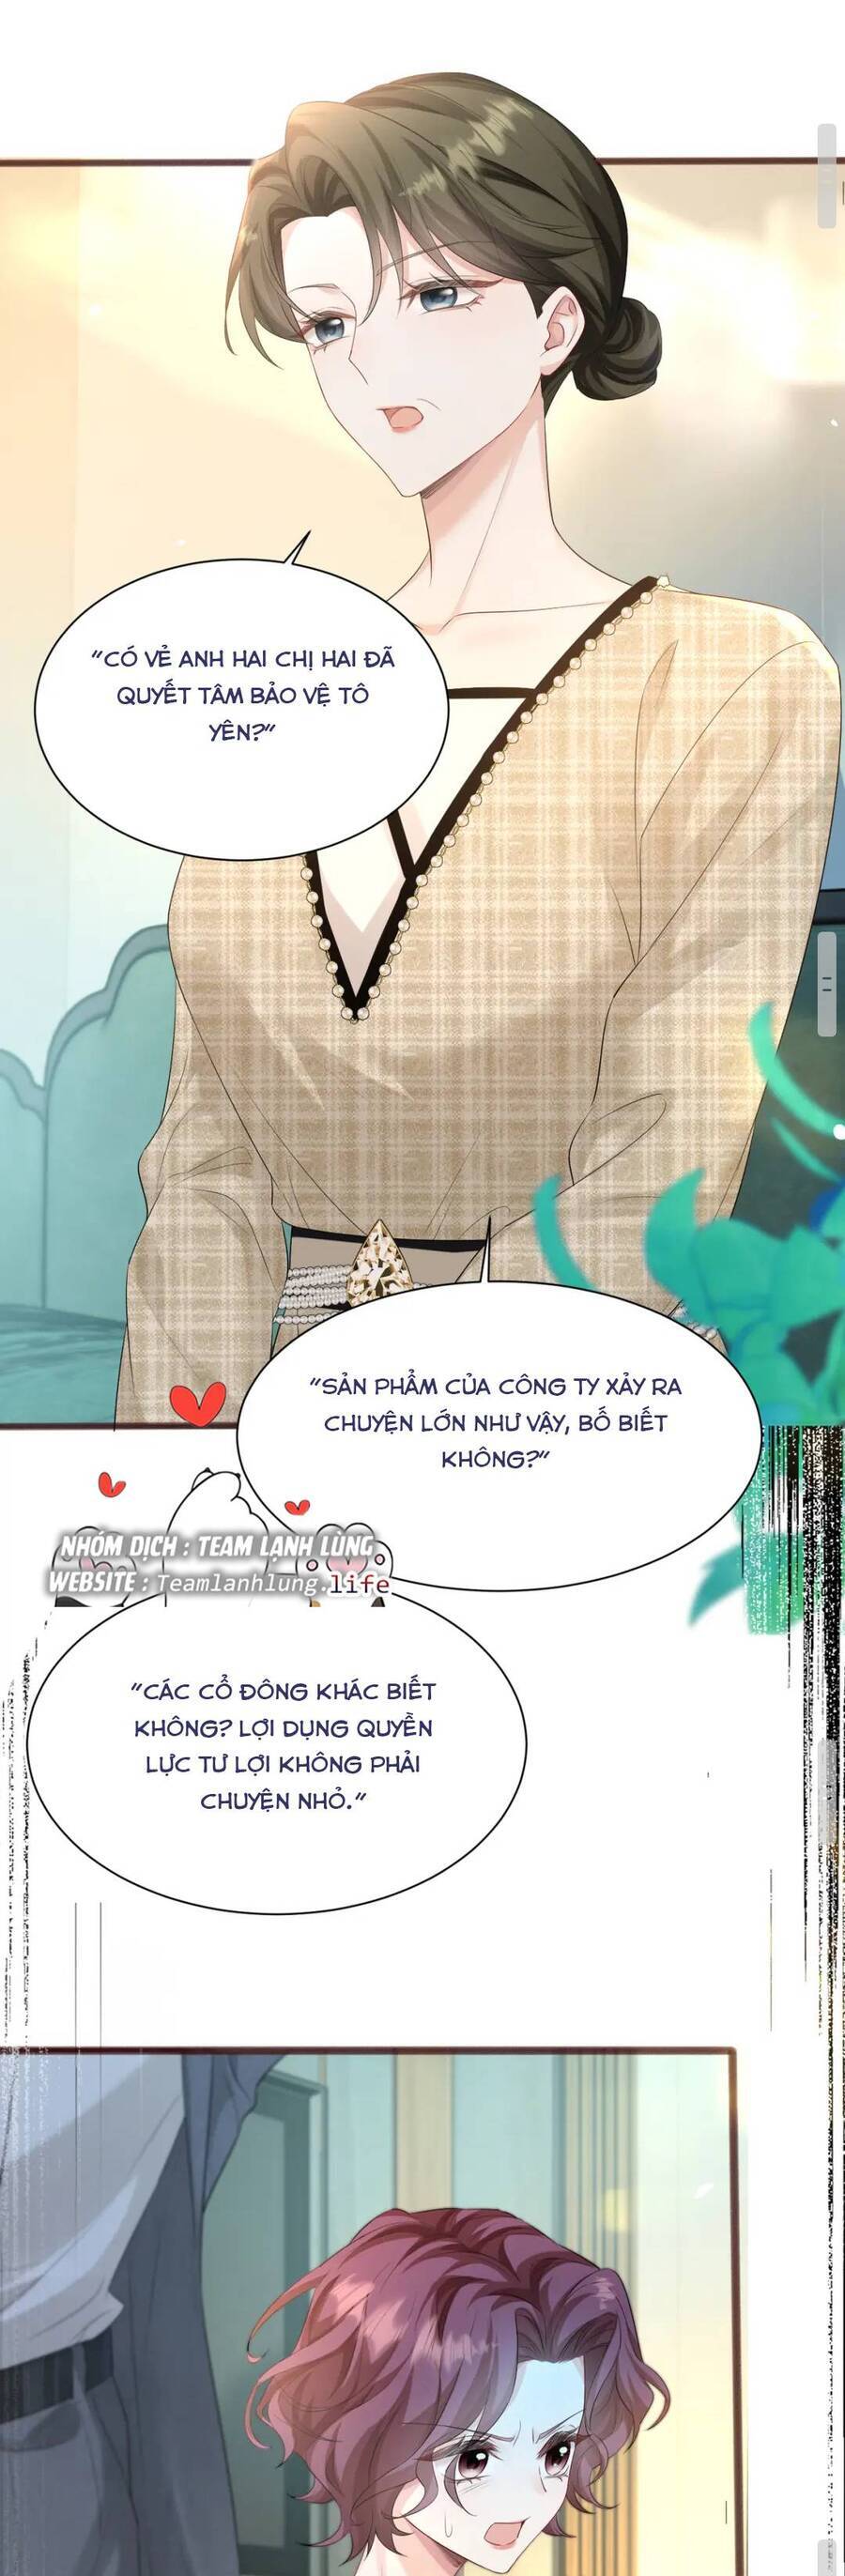 "CÓ VẺ ANH HAI CHỊ HAI ĐÃ
QUYẾT TÂM BẢO VỆ TÔ
YÊN?"
"SẢN PHẨM CỦA CÔNG TY XẢY RA
CHUYỆN LỚN NHƯ VẬY, BỐ BIẾT
KHÔNG?"
NHÓM DỊCH : TEAM LẠNH LÙNG
WEBSITE : Teamlanhlung.life
"CÁC CỔ ĐÔNG KHÁC BIẾT
KHÔNG? LỢI DỤNG QUYỀN
LỰC TƯ LỢI KHÔNG PHẢI
CHUYỆN NHỎ."